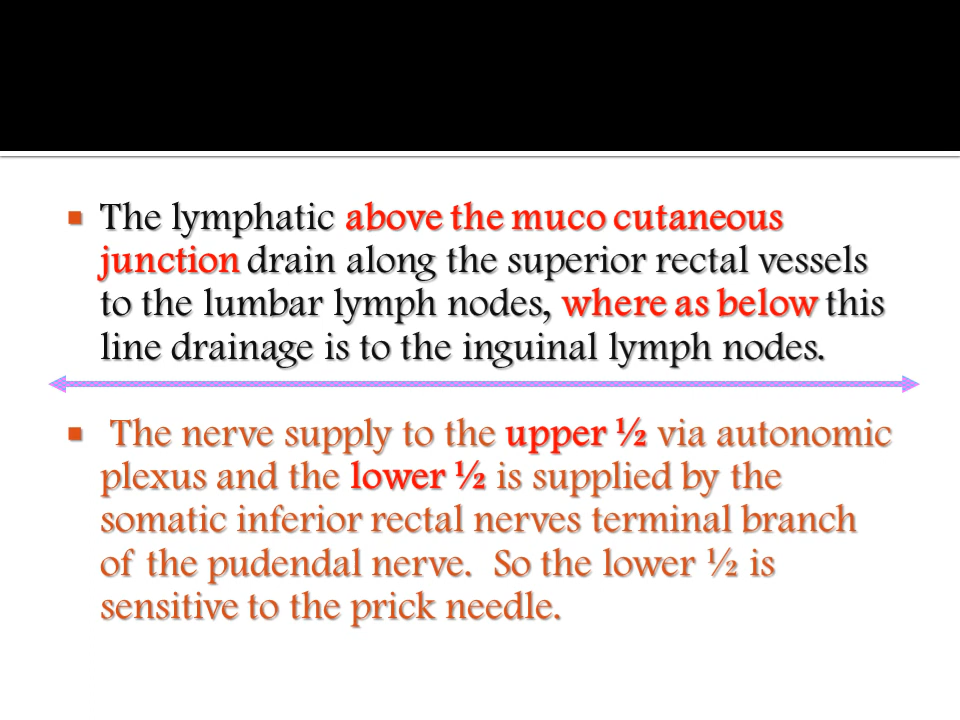 The lymphatic above the muco cutaneous
junction drain along the superior rectal vessels
to the lumbar lymph nodes, where as below this
line drainage is to the inguinal lymph nodes.
The nerve supply to the upper ½ via autonomic
plexus and the lower ½ is supplied by the
somatic inferior rectal nerves terminal branch
of the pudendal nerve. So the lower ½ is
sensitive to the prick needle.